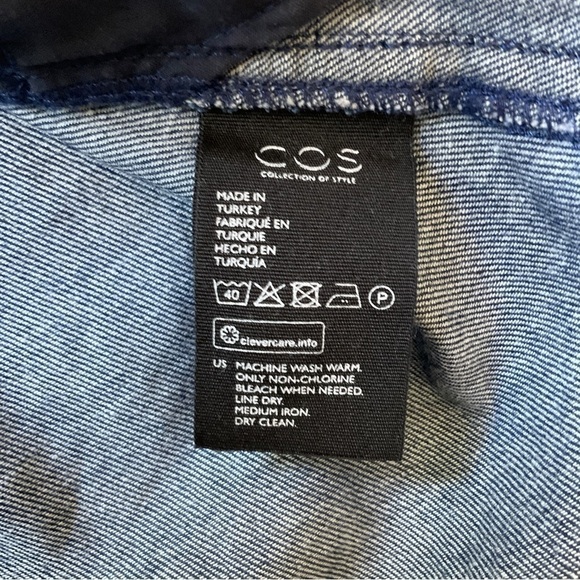 COS
COLLECTION OF STYLE
MADE IN
TURKEY
FABRIQUÉ EN
TURQUIE
HECHO EN
TURQUÍA
40 P
clevercare.info
US MACHINE WASH WARM.
ONLY NON-CHLORINE
BLEACH WHEN NEEDED.
LINE DRY.
MEDIUM IRON.
DRY CLEAN.